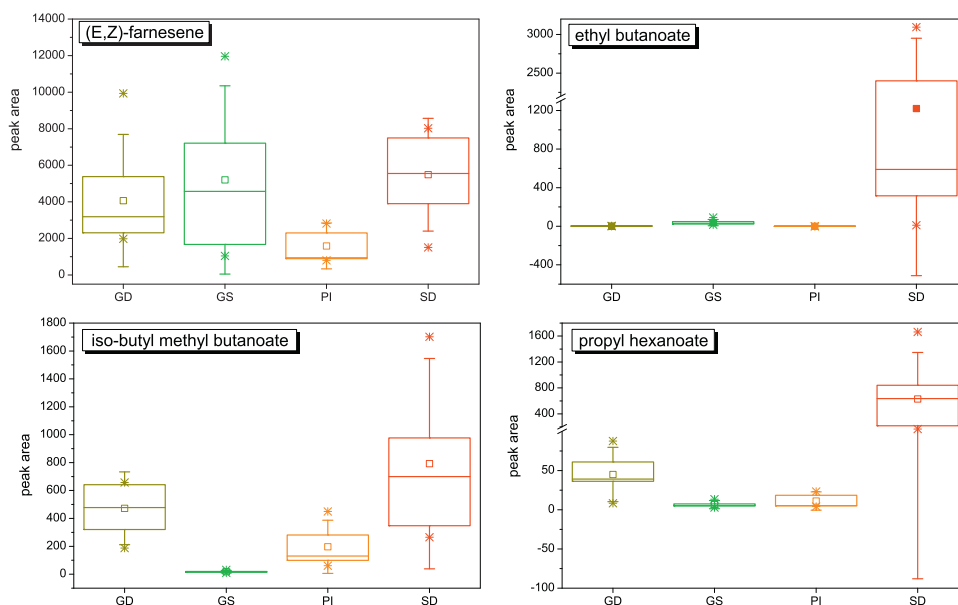 (E,Z)-farnesene
peak area
14000
12000
10000
8000
6000
4000
2000
0
GD GS PI SD
ethyl butanoate
peak area
3000
2500
1200
800
400
0
-400
GD GS PI SD
iso-butyl methyl butanoate
peak area
1800
1600
1400
1200
1000
800
600
400
200
0
GD GS PI SD
propyl hexanoate
peak area
1600
1200
800
400
50
0
-50
-100
GD GS PI SD